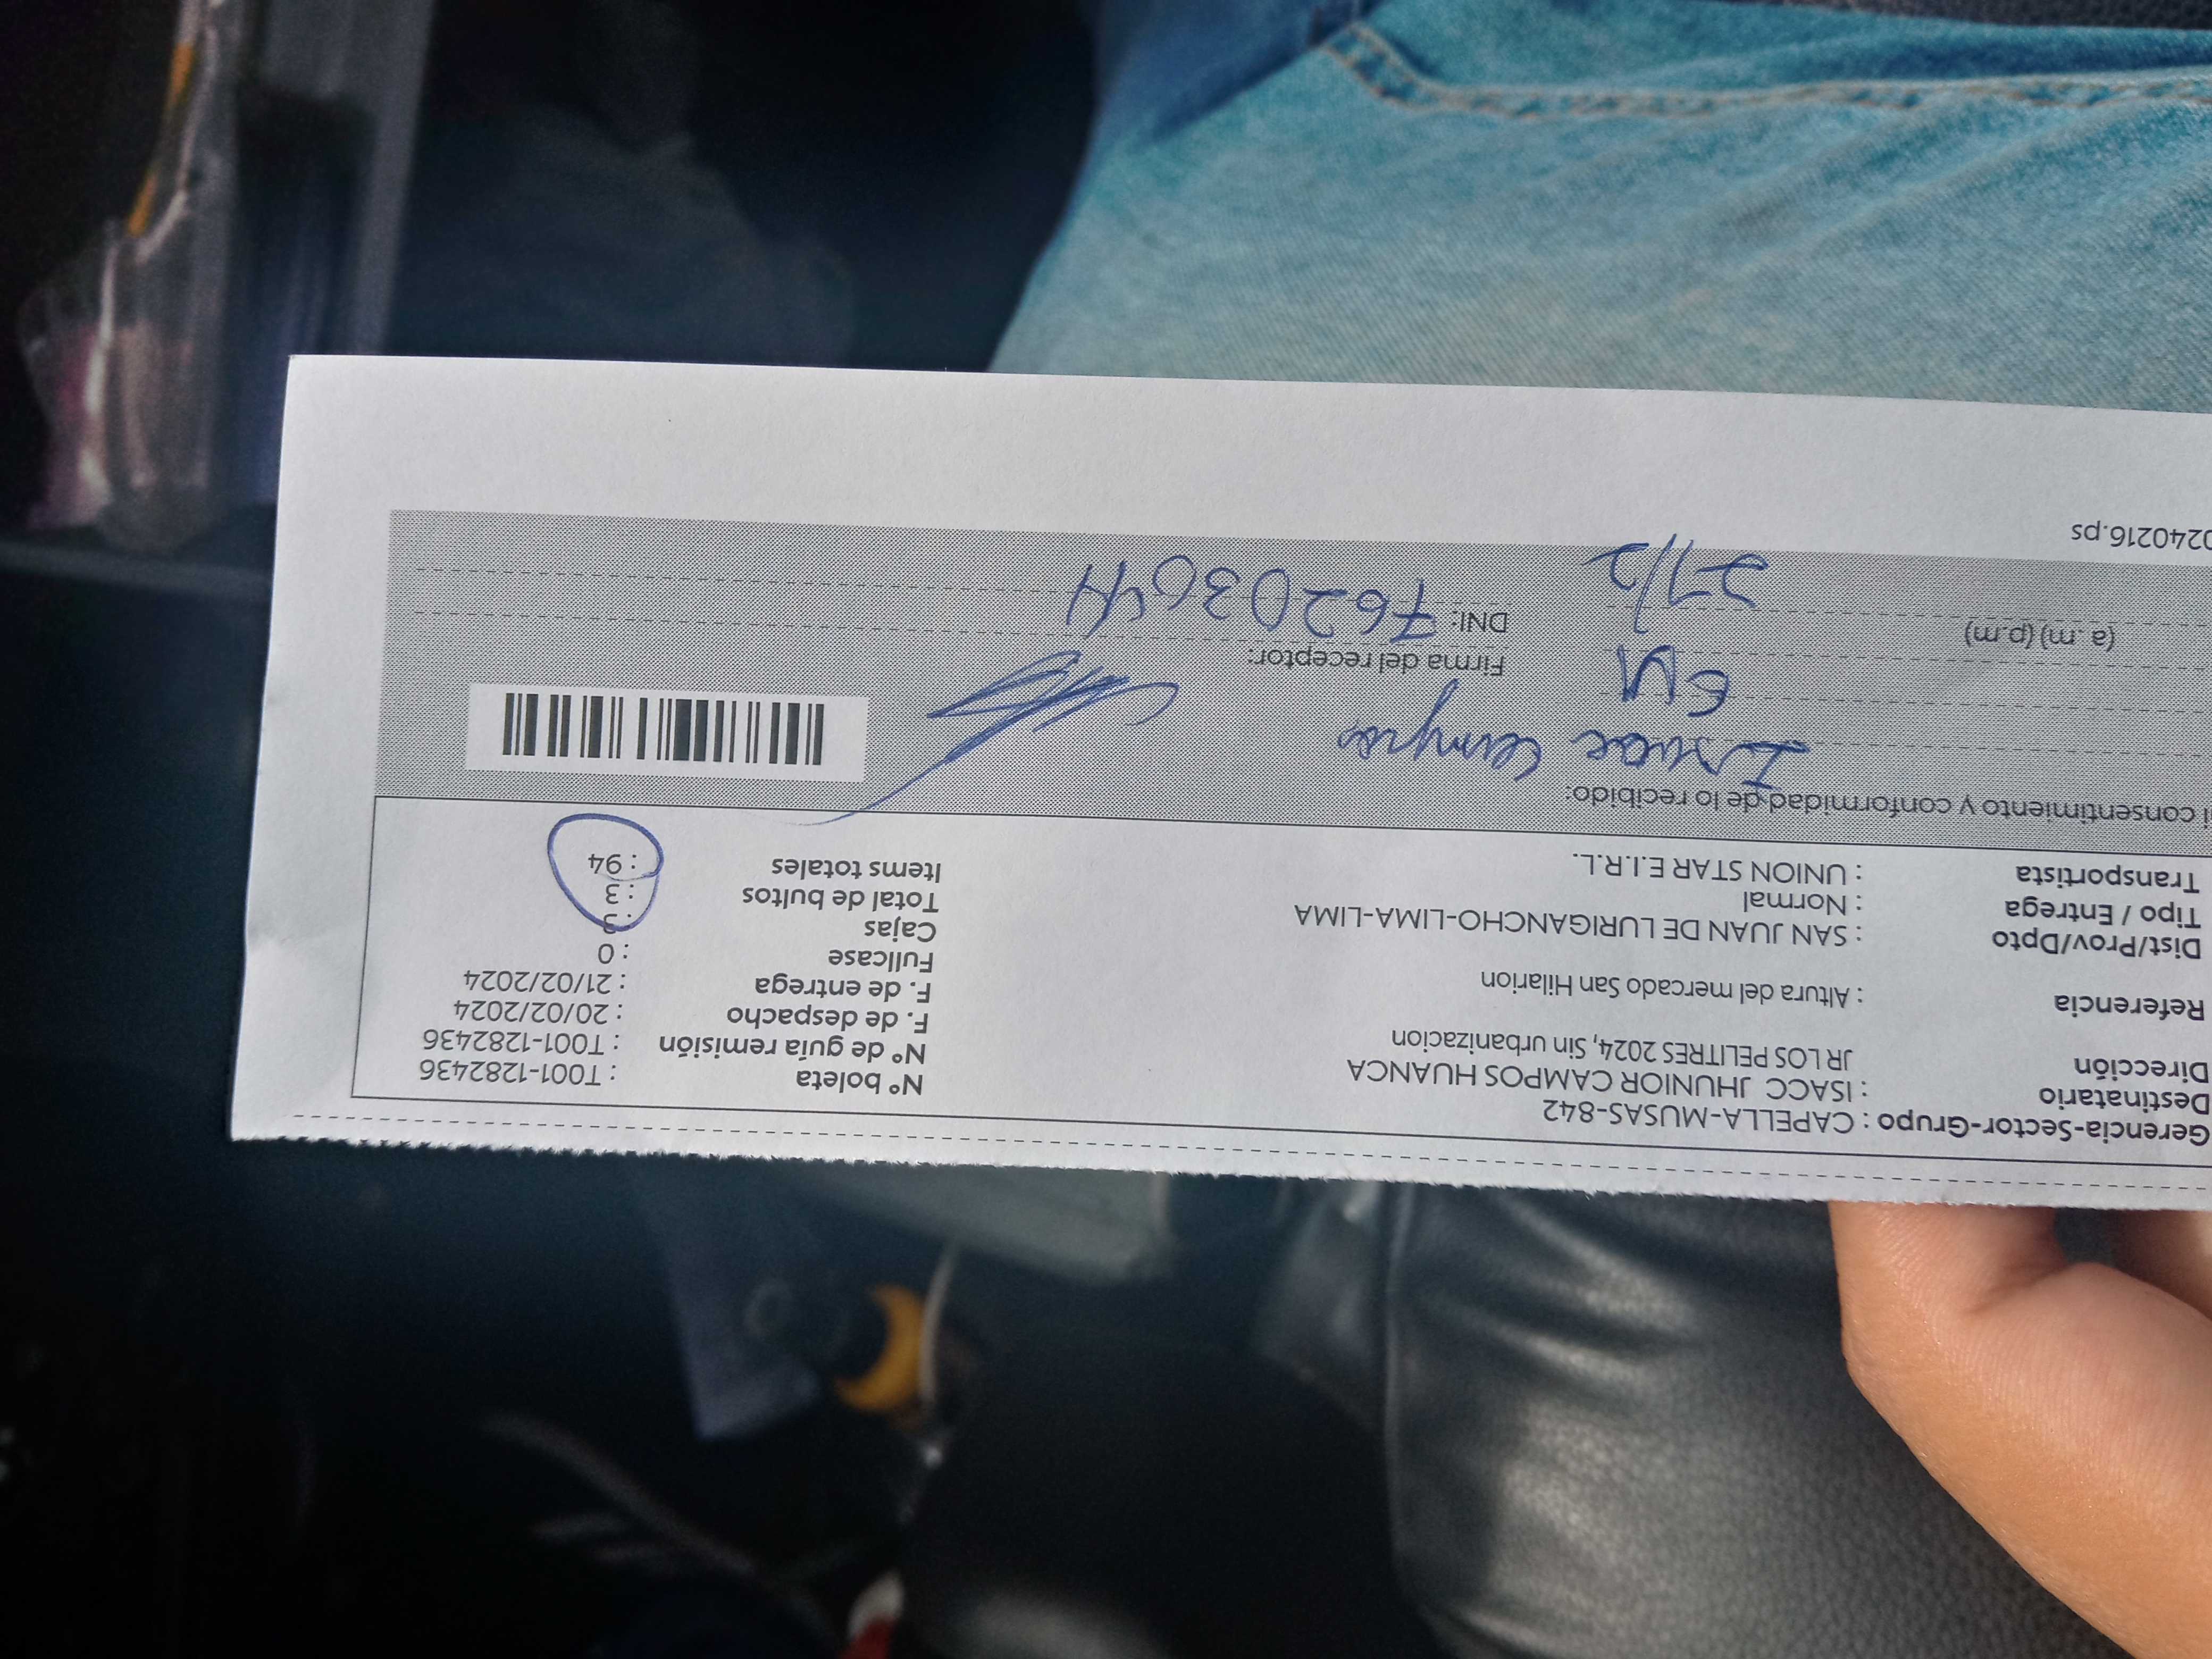 Gerencia-Sector-Grupo : CAPELLA-MUSAS-842
Destinatario : ISACC JHUNIOR CAMPOS HUANCA
Dirección JR LOS PELITRES 2024, Sin urbanizacion
Referencia : Altura del mercado San Hilarion
Dist/Prov/Dpto : SAN JUAN DE LURIGANCHO-LIMA-LIMA
Tipo / Entrega : Normal
Transportista : UNION STAR E.I.R.L.
N° boleta : T001-1282436
N° de guía remisión : T001-1282436
F. de despacho : 20/02/2024
F. de entrega : 21/02/2024
Fullcase : 0
Cajas : 3
Total de bultos : 3
Items totales : 94
consentimiento y conformidad de lo recibido:
Isaac Campos
Firma del receptor:
(a.m) (p.m)
27/2
DNI: 76203644
0240216.ps